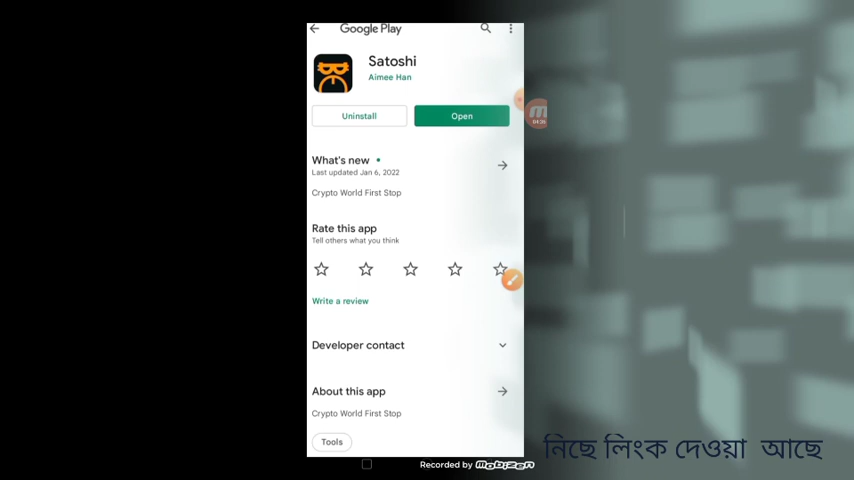 Google Play
Satoshi
Aimee Han
Uninstall
Open
What's new
Last updated Jan 6, 2022
Crypto World First Stop
Rate this app
Tell others what you think
Write a review
Developer contact
About this app
Crypto World First Stop
Tools
নিছে লিংক দেওয়া আছে
Recorded by mobizen